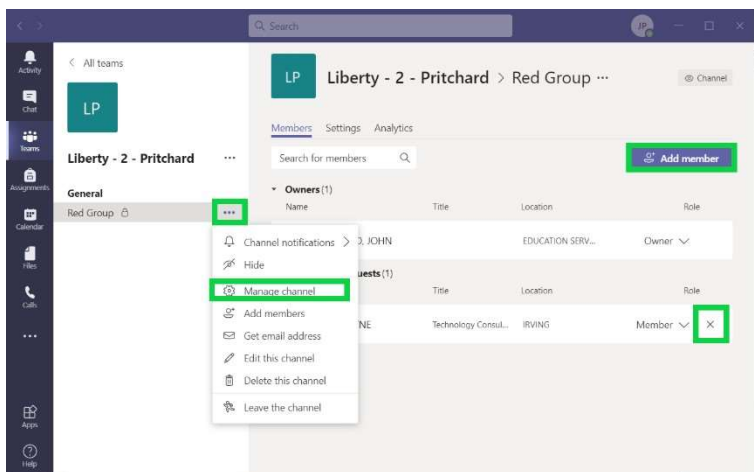 Search
JP
Activity
Chat
Teams
Assignments
Calendar
Files
Calls
Apps
Help
All teams
LP
Liberty - 2 - Pritchard
General
Red Group
Channel notifications
Hide
Manage channel
Add members
Get email address
Edit this channel
Delete this channel
Leave the channel
LP
Liberty - 2 - Pritchard > Red Group
Channel
Members Settings Analytics
Search for members
Add member
Owners (1)
Name Title Location Role
JOHN EDUCATION SERV... Owner
(1)
Title Location Role
NE Technology Consul... IRVING Member